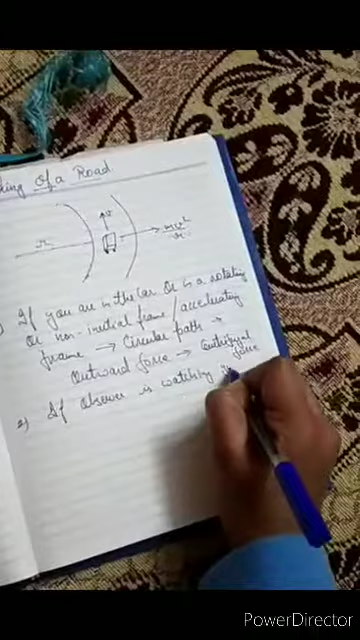 king of a Road
v
r
mv²/r
If you are in the car or in a rotating
or non-inertial frame/accelerating
frame → Circular path →
Outward force → Centrifugal
force
2) If Observer is watching
PowerDirector